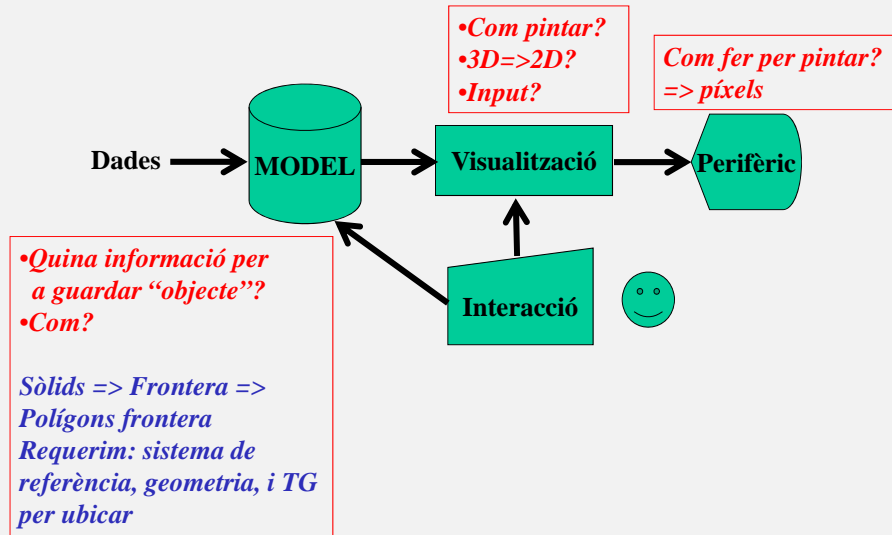 •Com pintar?
•3D=>2D?
•Input?
Com fer per pintar?
=> píxels
Dades
MODEL
Visualització
Perifèric
•Quina informació per
a guardar “objecte”?
•Com?
Sòlids => Frontera =>
Polígons frontera
Requerim: sistema de
referència, geometria, i TG
per ubicar
Interacció